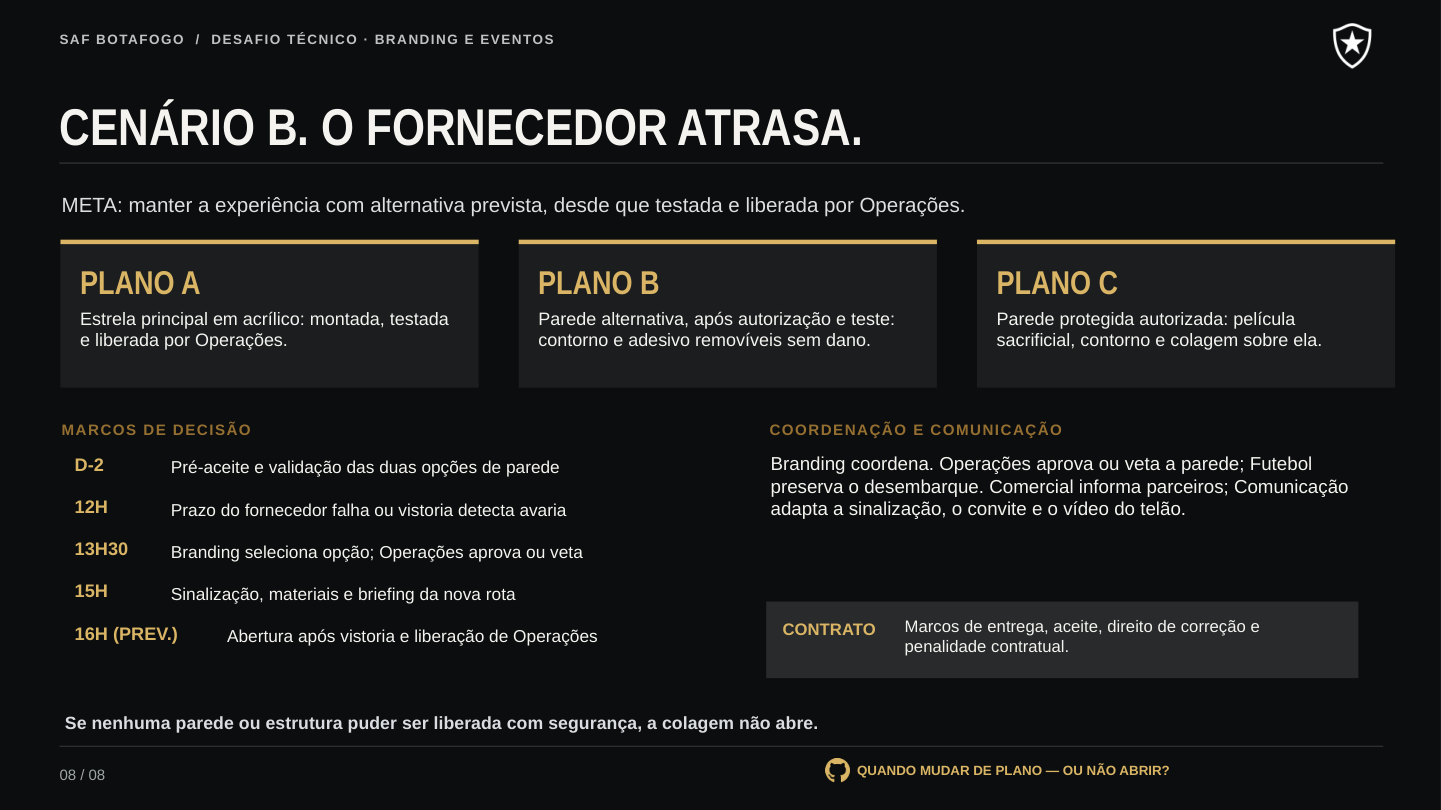 SAF BOTAFOGO / DESAFIO TÉCNICO · BRANDING E EVENTOS
CENÁRIO B. O FORNECEDOR ATRASA.
META: manter a experiência com alternativa prevista, desde que testada e liberada por Operações.
PLANO A
Estrela principal em acrílico: montada, testada
e liberada por Operações.
PLANO B
Parede alternativa, após autorização e teste:
contorno e adesivo removíveis sem dano.
PLANO C
Parede protegida autorizada: película
sacrificial, contorno e colagem sobre ela.
MARCOS DE DECISÃO
D-2 Pré-aceite e validação das duas opções de parede
12H Prazo do fornecedor falha ou vistoria detecta avaria
13H30 Branding seleciona opção; Operações aprova ou veta
15H Sinalização, materiais e briefing da nova rota
16H (PREV.) Abertura após vistoria e liberação de Operações
COORDENAÇÃO E COMUNICAÇÃO
Branding coordena. Operações aprova ou veta a parede; Futebol
preserva o desembarque. Comercial informa parceiros; Comunicação
adapta a sinalização, o convite e o vídeo do telão.
CONTRATO
Marcos de entrega, aceite, direito de correção e
penalidade contratual.
Se nenhuma parede ou estrutura puder ser liberada com segurança, a colagem não abre.
08 / 08
QUANDO MUDAR DE PLANO — OU NÃO ABRIR?